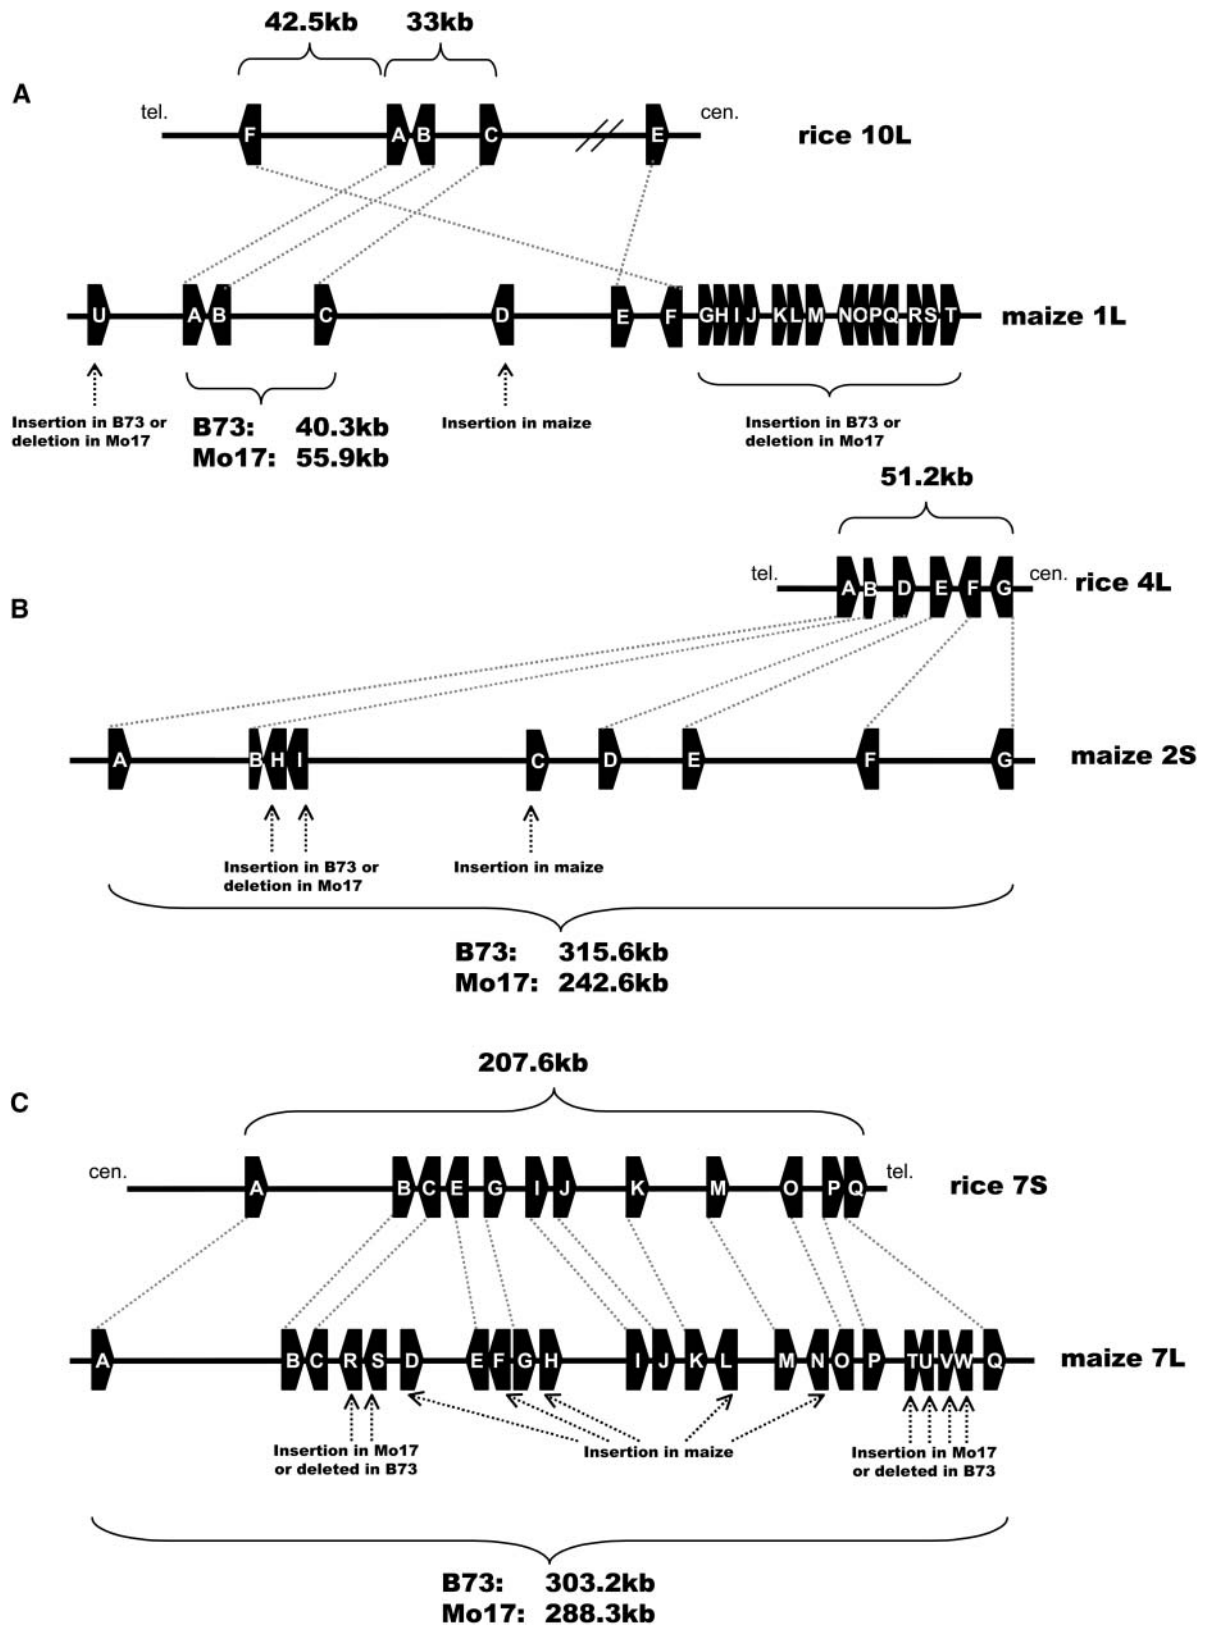 42.5kb 33kb
A
tel. cen.
F A B C E
rice 10L
U A B C D E F G H I J K L M N O P Q R S T
maize 1L
Insertion in B73 or
deletion in Mo17
B73: 40.3kb
Mo17: 55.9kb
Insertion in maize
Insertion in B73 or
deletion in Mo17
51.2kb
B
tel. cen.
A B D E F G
rice 4L
A B H I C D E F G
maize 2S
Insertion in B73 or
deletion in Mo17
Insertion in maize
B73: 315.6kb
Mo17: 242.6kb
207.6kb
C
cen. tel.
A B C E G I J K M O P Q
rice 7S
A B C R S D E F G H I J K L M N O P T U V W Q
maize 7L
Insertion in Mo17
or deleted in B73
Insertion in maize
Insertion in Mo17
or deleted in B73
B73: 303.2kb
Mo17: 288.3kb